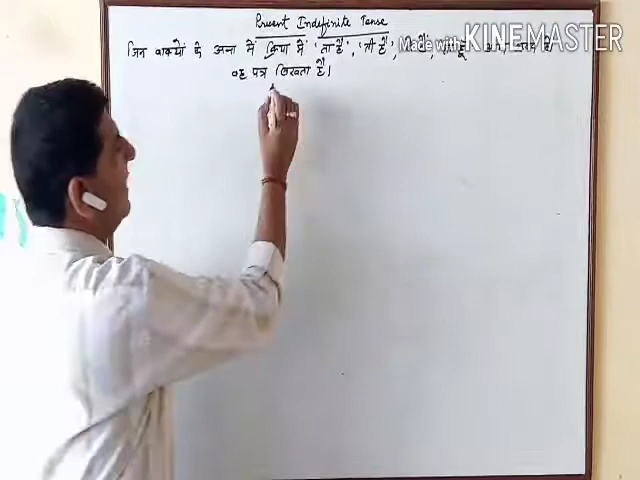 Present Indefinite Tense
जिन वाक्यों के अन्त में क्रिया में 'ता है', 'ती है',
वह पत्र लिखता है।
Made with KINEMASTER